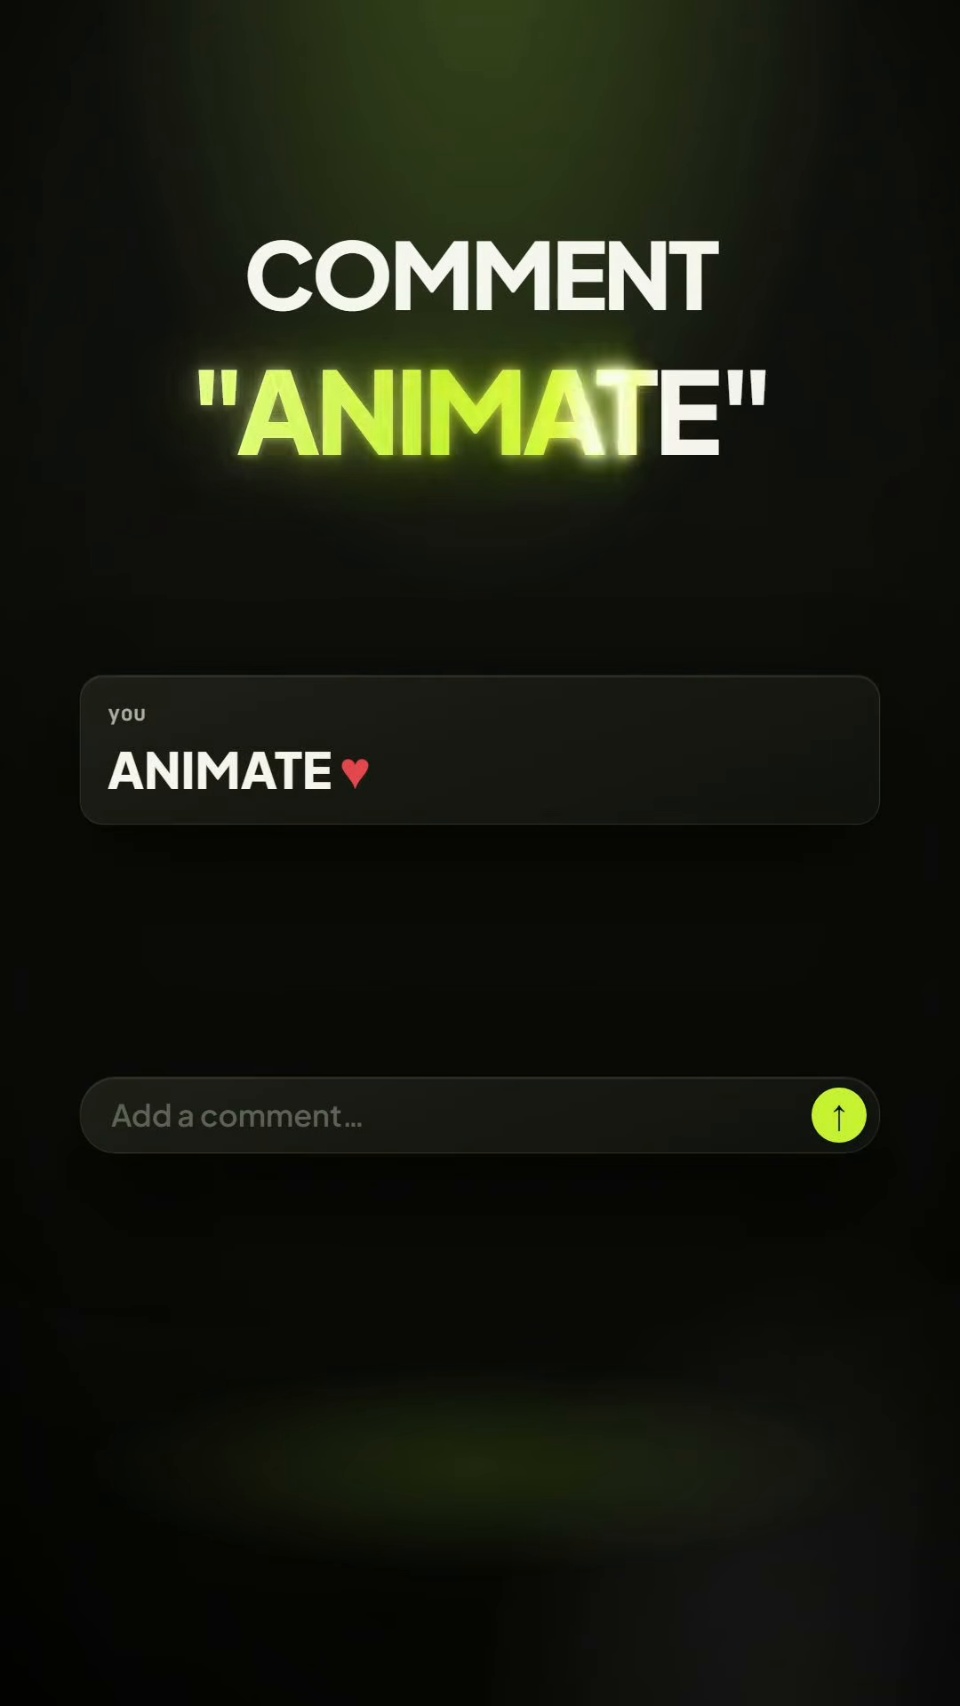 COMMENT
"ANIMATE"
you
ANIMATE ♥
Add a comment...
↑